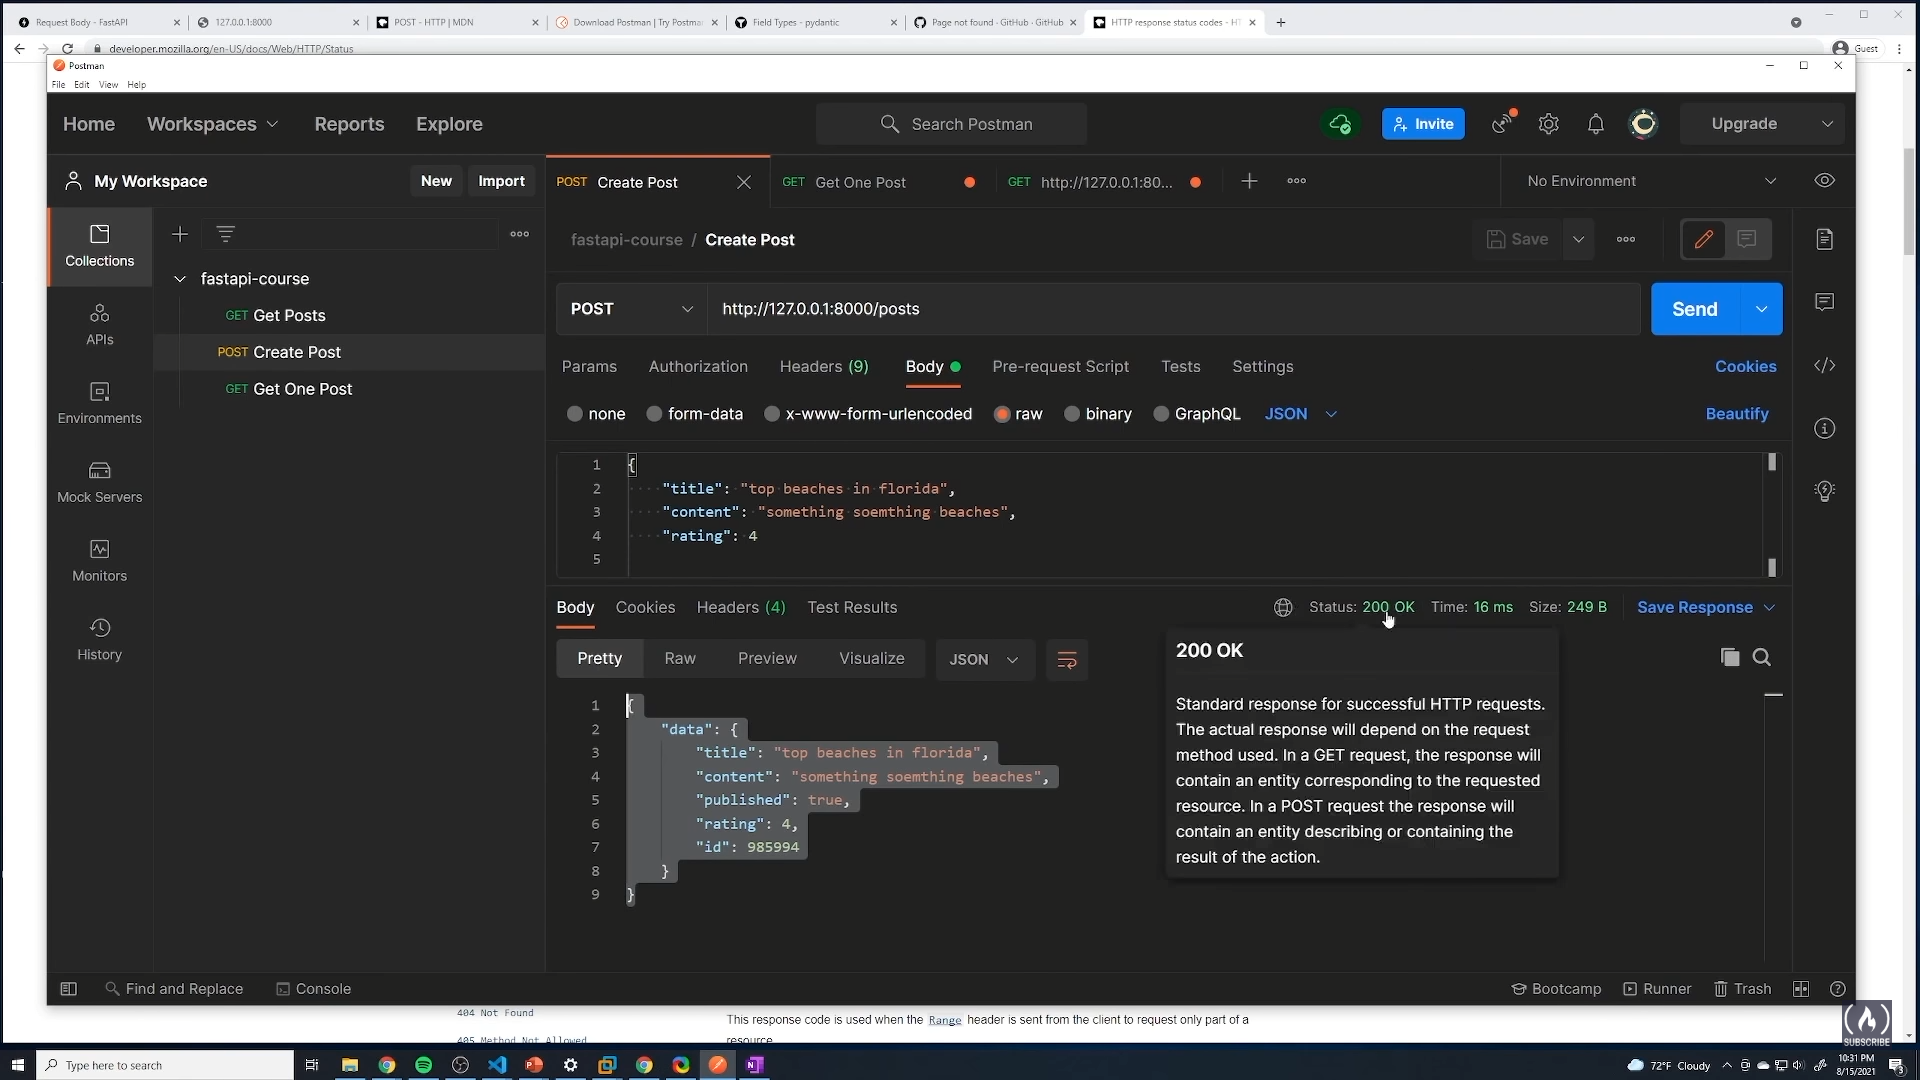 Request Body - FastAPI
127.0.0.1:8000
POST - HTTP | MDN
Download Postman | Try Postman
Field Types - pydantic
Page not found · GitHub · GitHub
HTTP response status codes - HT
developer.mozilla.org/en-US/docs/Web/HTTP/Status
Guest
Postman
File Edit View Help
Home Workspaces Reports Explore
Search Postman
Invite
Upgrade
My Workspace
New
Import
POST Create Post
GET Get One Post
GET http://127.0.0.1:80...
No Environment
Collections
APIs
Environments
Mock Servers
Monitors
History
fastapi-course
GET Get Posts
POST Create Post
GET Get One Post
fastapi-course / Create Post
Save
POST
http://127.0.0.1:8000/posts
Send
Params Authorization Headers (9) Body Pre-request Script Tests Settings
Cookies
none form-data x-www-form-urlencoded raw binary GraphQL JSON
Beautify
1 {
2 "title": "top beaches in florida",
3 "content": "something soemthing beaches",
4 "rating": 4
5
Body Cookies Headers (4) Test Results
Status: 200 OK Time: 16 ms Size: 249 B
Save Response
Pretty Raw Preview Visualize JSON
1 {
2 "data": {
3 "title": "top beaches in florida",
4 "content": "something soemthing beaches",
5 "published": true,
6 "rating": 4,
7 "id": 985994
8 }
9 }
200 OK
Standard response for successful HTTP requests.
The actual response will depend on the request
method used. In a GET request, the response will
contain an entity corresponding to the requested
resource. In a POST request the response will
contain an entity describing or containing the
result of the action.
Find and Replace
Console
Bootcamp
Runner
Trash
404 Not Found
405 Method Not Allowed
This response code is used when the Range header is sent from the client to request only part of a
resource
SUBSCRIBE
Type here to search
72°F Cloudy
10:31 PM
8/15/2021
3